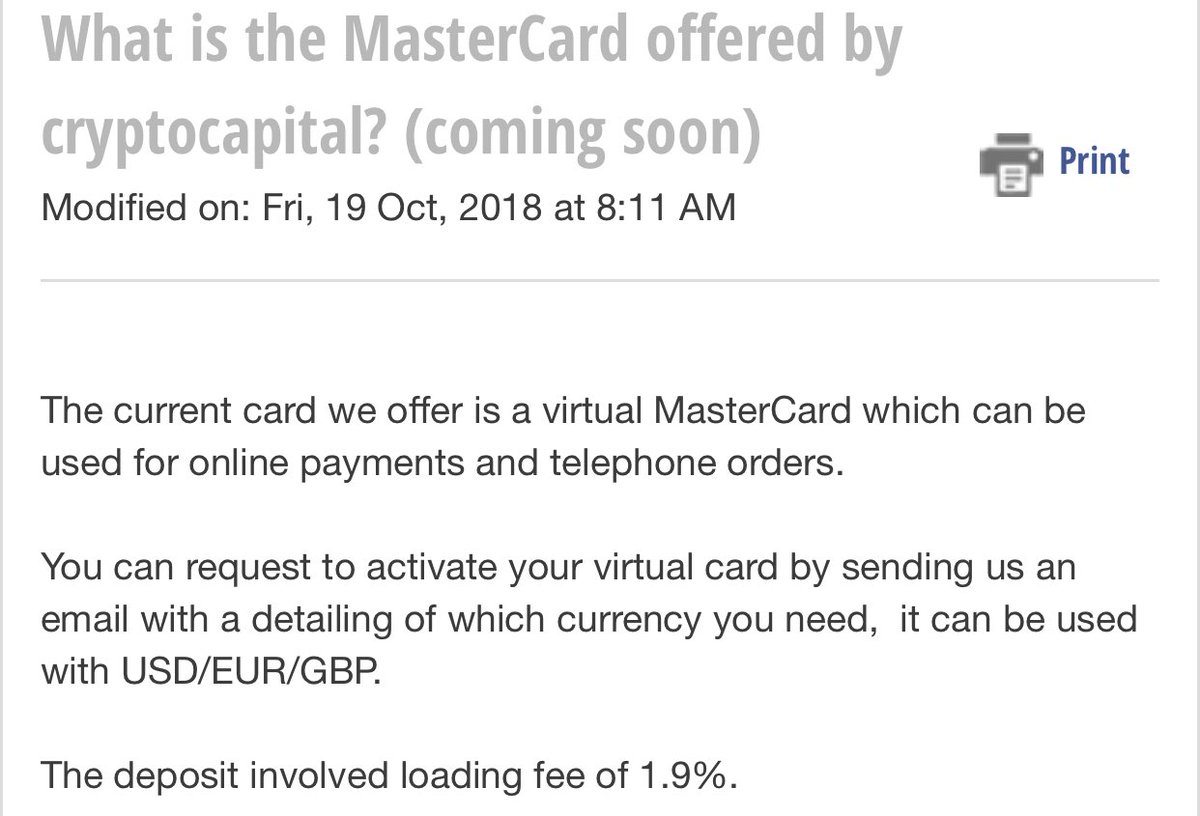 What is the MasterCard offered by
cryptocapital? (coming soon)
Print
Modified on: Fri, 19 Oct, 2018 at 8:11 AM
The current card we offer is a virtual MasterCard which can be
used for online payments and telephone orders.
You can request to activate your virtual card by sending us an
email with a detailing of which currency you need,  it can be used
with USD/EUR/GBP.
The deposit involved loading fee of 1.9%.